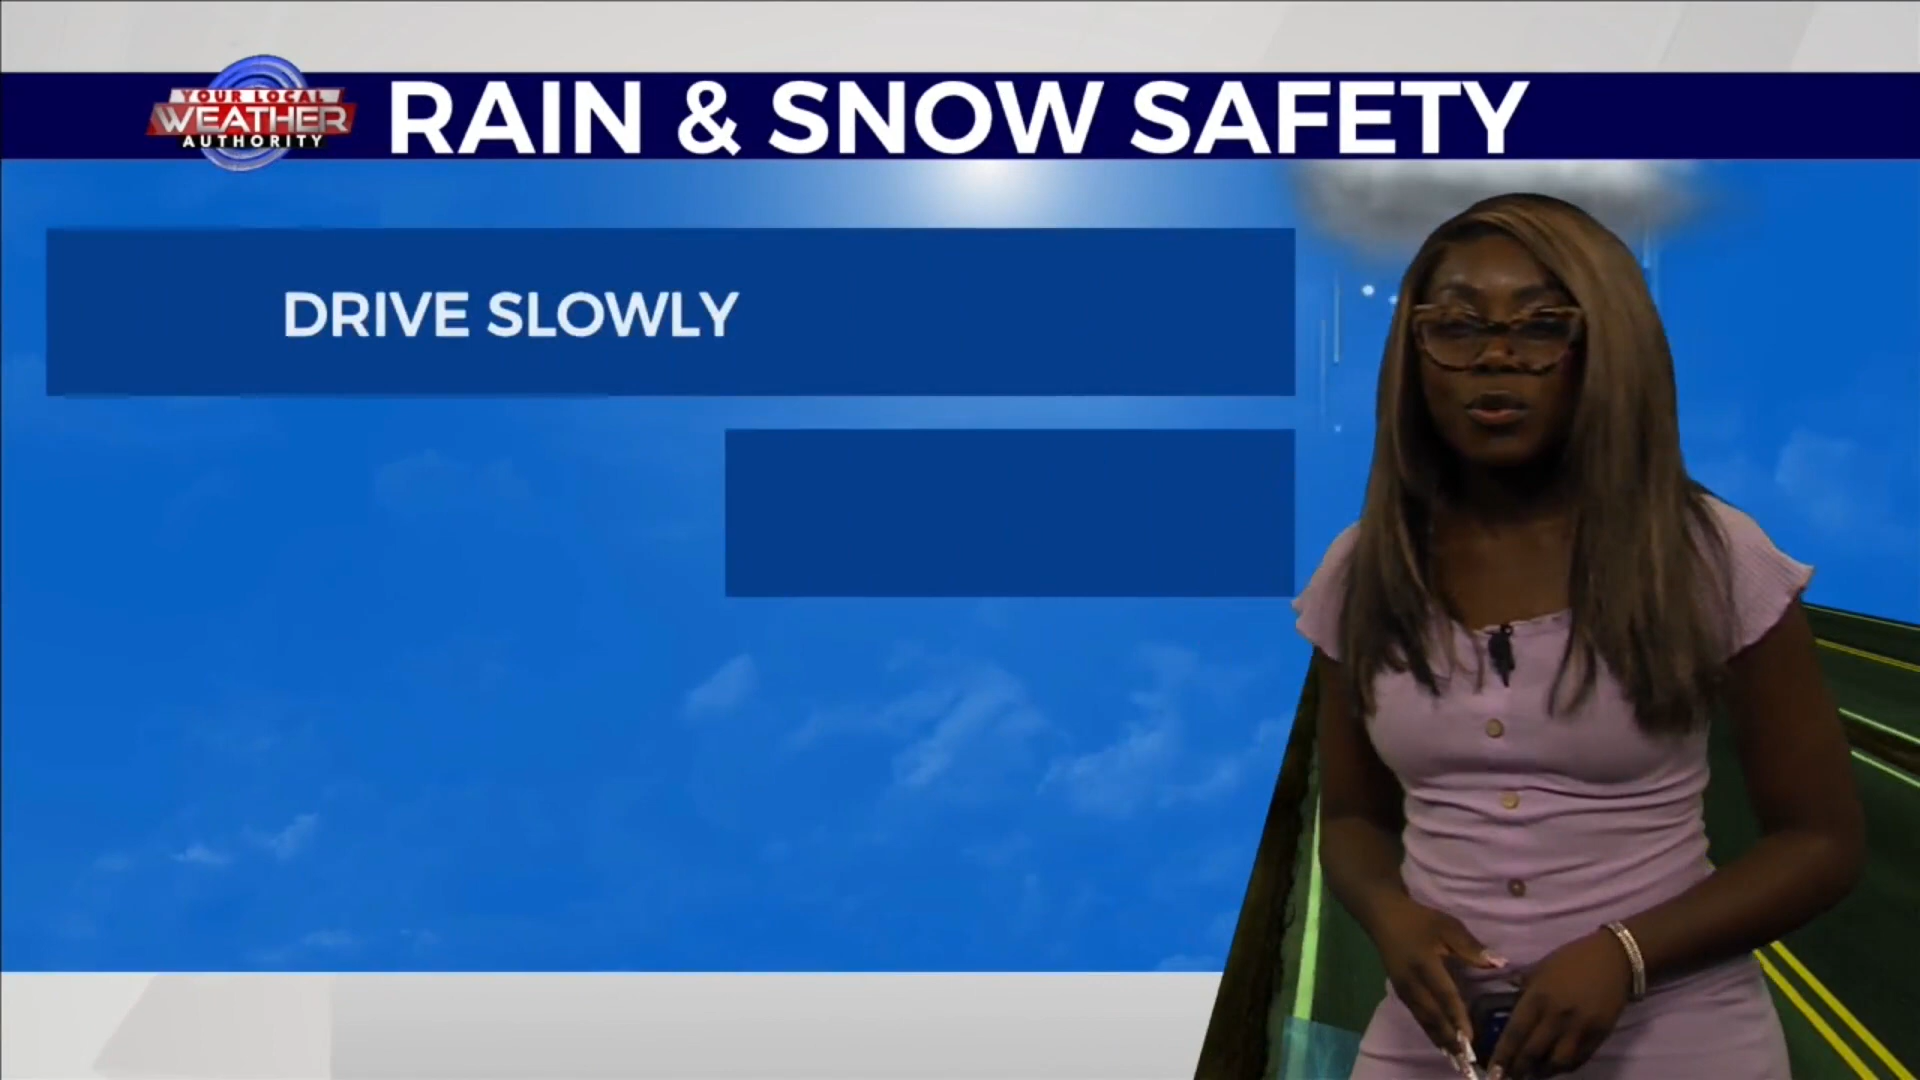 YOUR LOCAL
WEATHER
AUTHORITY
RAIN & SNOW SAFETY
DRIVE SLOWLY